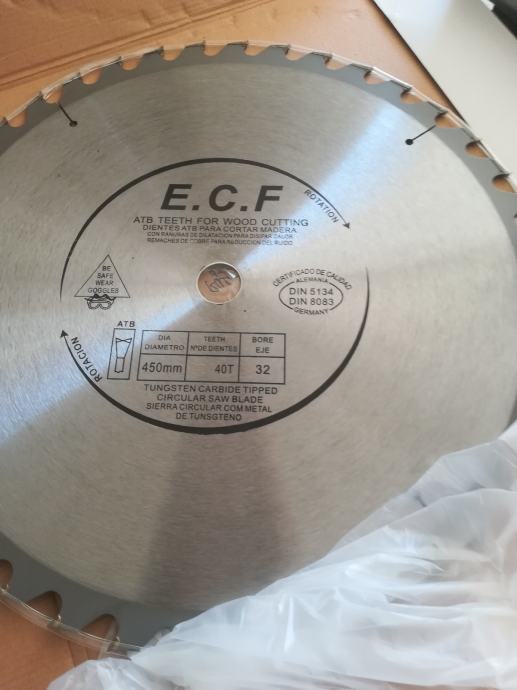 E.C.F
ROTATION
ATB TEETH FOR WOOD CUTTING
DIENTES ATB PARA CORTAR MADERA
CON RANURAS DE DILATACION PARA DISIPAR CALOR
REMACHES DE COBRE PARA REDUCCION DEL RUIDO
BE
SAFE
WEAR
GOGGLES
CERTIFICADO DE CALIDAD
ALEMANIA
DIN 5134
DIN 8083
GERMANY
ROTACION
ATB
DIA TEETH BORE
DIAMETRO NºDE DIENTES EJE
450mm 40T 32
TUNGSTEN CARBIDE TIPPED
CIRCULAR SAW BLADE
SIERRA CIRCULAR COM METAL
DE TUNSGTENO